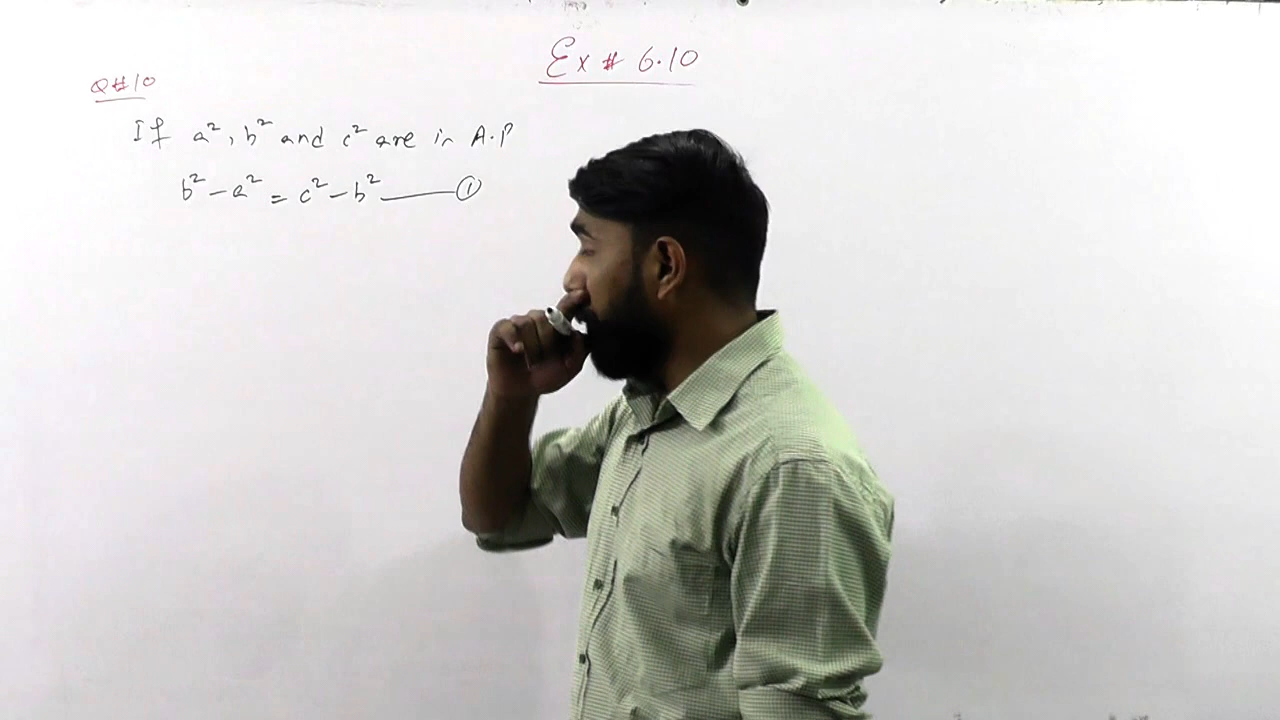 Ex # 6.10
Q#10
If a², b² and c² are in A.P
b² - a² = c² - b² —— ①